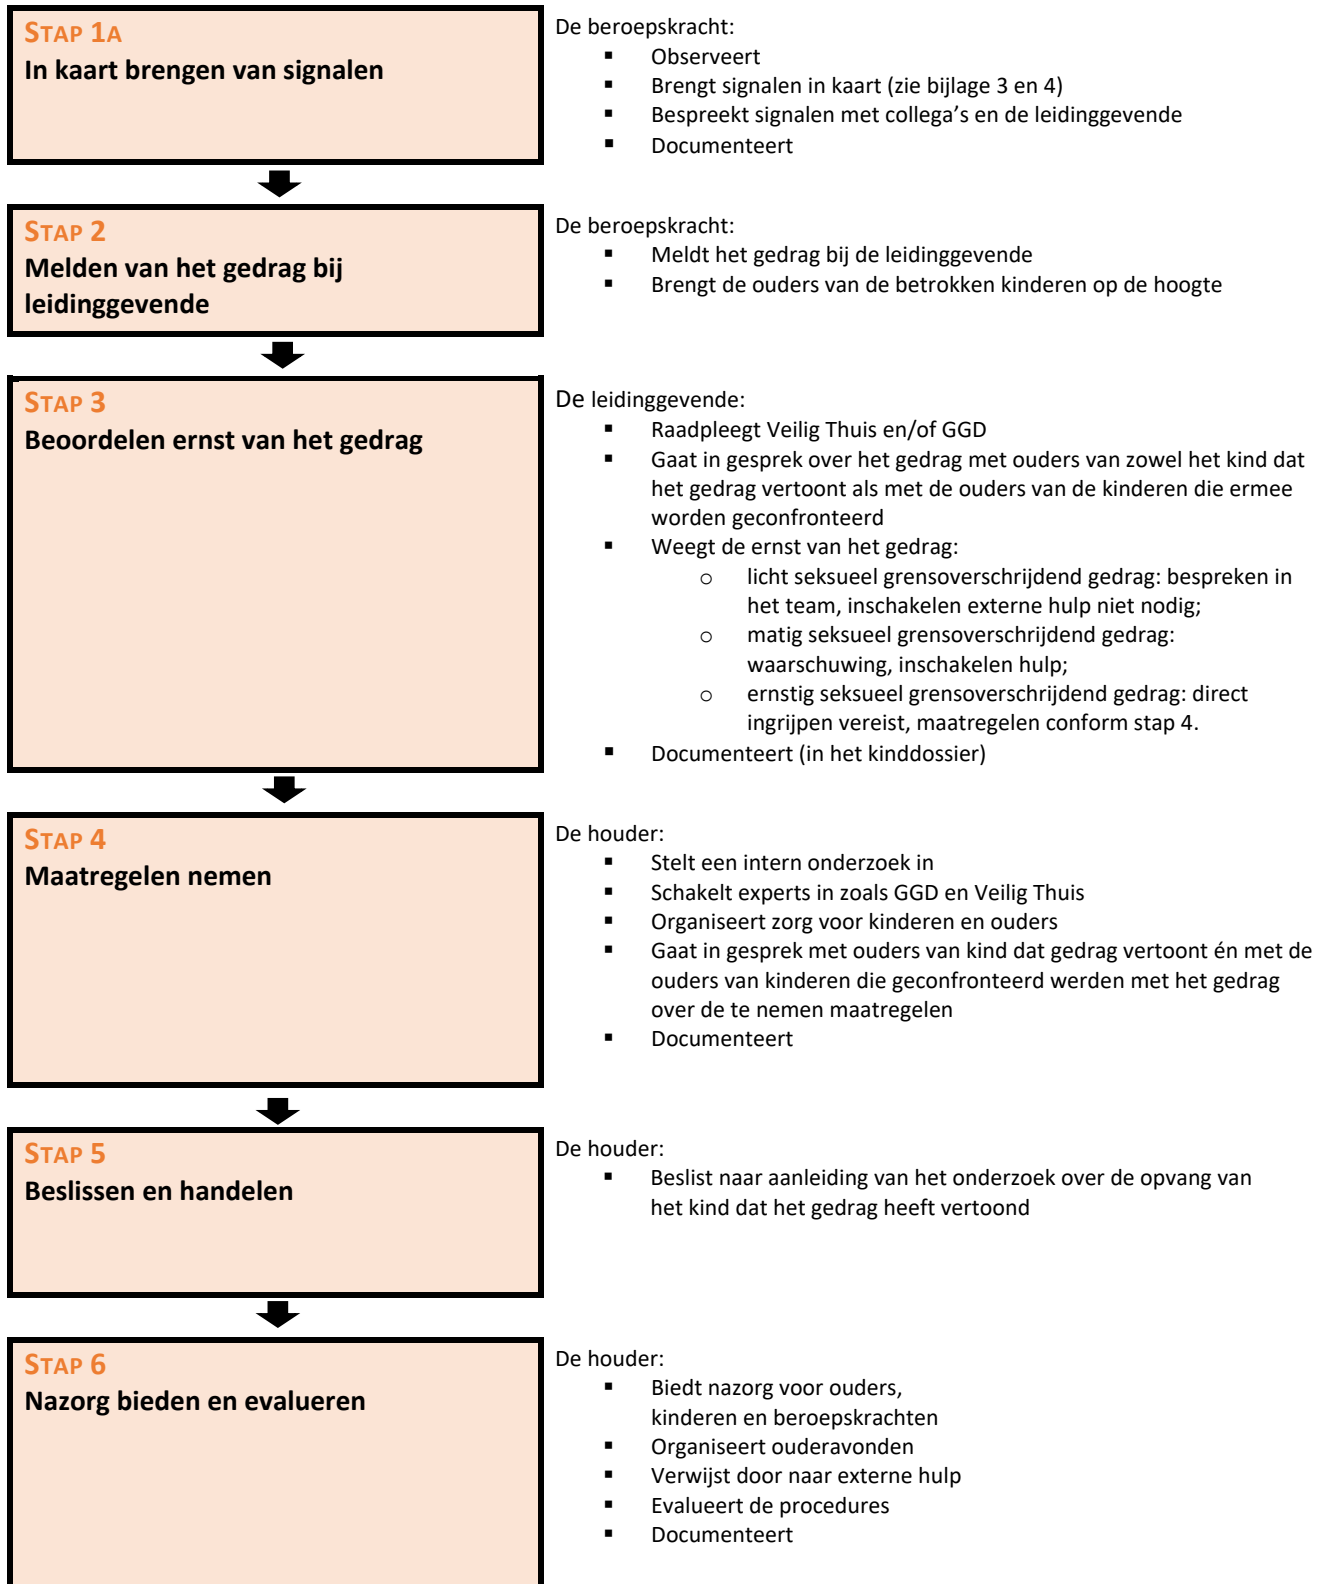 STAP 1A
In kaart brengen van signalen
De beroepskracht:
▪ Observeert
▪ Brengt signalen in kaart (zie bijlage 3 en 4)
▪ Bespreekt signalen met collega’s en de leidinggevende
▪ Documenteert
STAP 2
Melden van het gedrag bij
leidinggevende
De beroepskracht:
▪ Meldt het gedrag bij de leidinggevende
▪ Brengt de ouders van de betrokken kinderen op de hoogte
STAP 3
Beoordelen ernst van het gedrag
De leidinggevende:
▪ Raadpleegt Veilig Thuis en/of GGD
▪ Gaat in gesprek over het gedrag met ouders van zowel het kind dat
het gedrag vertoont als met de ouders van de kinderen die ermee
worden geconfronteerd
▪ Weegt de ernst van het gedrag:
o licht seksueel grensoverschrijdend gedrag: bespreken in
het team, inschakelen externe hulp niet nodig;
o matig seksueel grensoverschrijdend gedrag:
waarschuwing, inschakelen hulp;
o ernstig seksueel grensoverschrijdend gedrag: direct
ingrijpen vereist, maatregelen conform stap 4.
▪ Documenteert (in het kinddossier)
STAP 4
Maatregelen nemen
De houder:
▪ Stelt een intern onderzoek in
▪ Schakelt experts in zoals GGD en Veilig Thuis
▪ Organiseert zorg voor kinderen en ouders
▪ Gaat in gesprek met ouders van kind dat gedrag vertoont én met de
ouders van kinderen die geconfronteerd werden met het gedrag
over de te nemen maatregelen
▪ Documenteert
STAP 5
Beslissen en handelen
De houder:
▪ Beslist naar aanleiding van het onderzoek over de opvang van
het kind dat het gedrag heeft vertoond
STAP 6
Nazorg bieden en evalueren
De houder:
▪ Biedt nazorg voor ouders,
kinderen en beroepskrachten
▪ Organiseert ouderavonden
▪ Verwijst door naar externe hulp
▪ Evalueert de procedures
▪ Documenteert